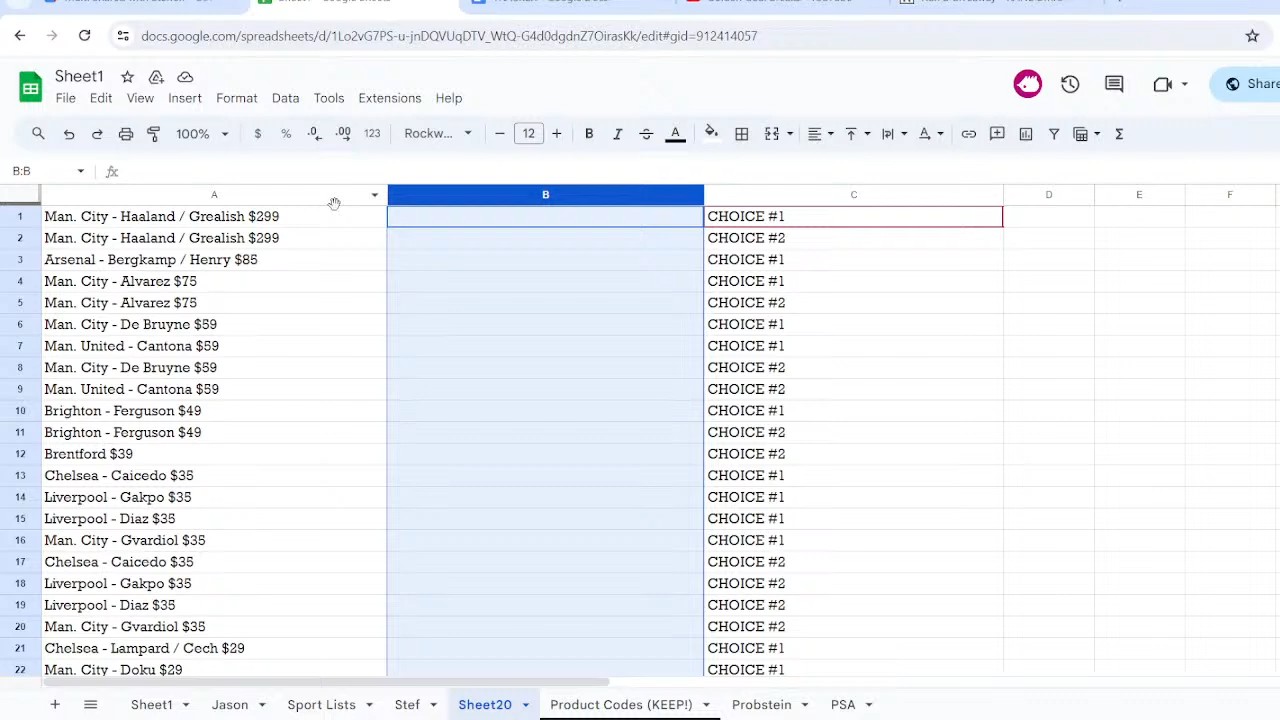 docs.google.com/spreadsheets/d/1Lo2vG7PS-u-jnDQVUqDTV_WtQ-G4d0dgdnZ7OirasKk/edit#gid=912414057
Sheet1
File Edit View Insert Format Data Tools Extensions Help
Share
100% $ % .0 .00 123 Rockw... 12 B I A
B:B fx
A B C D E F
1 Man. City - Haaland / Grealish $299 CHOICE #1
2 Man. City - Haaland / Grealish $299 CHOICE #2
3 Arsenal - Bergkamp / Henry $85 CHOICE #1
4 Man. City - Alvarez $75 CHOICE #1
5 Man. City - Alvarez $75 CHOICE #2
6 Man. City - De Bruyne $59 CHOICE #1
7 Man. United - Cantona $59 CHOICE #1
8 Man. City - De Bruyne $59 CHOICE #2
9 Man. United - Cantona $59 CHOICE #2
10 Brighton - Ferguson $49 CHOICE #1
11 Brighton - Ferguson $49 CHOICE #2
12 Brentford $39 CHOICE #2
13 Chelsea - Caicedo $35 CHOICE #1
14 Liverpool - Gakpo $35 CHOICE #1
15 Liverpool - Diaz $35 CHOICE #1
16 Man. City - Gvardiol $35 CHOICE #1
17 Chelsea - Caicedo $35 CHOICE #2
18 Liverpool - Gakpo $35 CHOICE #2
19 Liverpool - Diaz $35 CHOICE #2
20 Man. City - Gvardiol $35 CHOICE #2
21 Chelsea - Lampard / Cech $29 CHOICE #1
22 Man. City - Doku $29 CHOICE #1
Sheet1 Jason Sport Lists Stef Sheet20 Product Codes (KEEP!) Probstein PSA